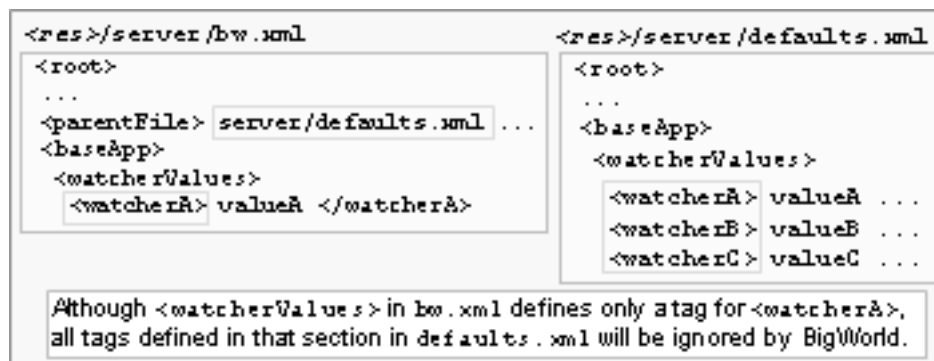 <res>/server/bw.xml
<root>
...
<parentFile> server/defaults.xml ...
<baseApp>
<watcherValues>
<watcherA> valueA </watcherA>
<res>/server/defaults.xml
<root>
...
<baseApp>
<watcherValues>
<watcherA> valueA ...
<watcherB> valueB ...
<watcherC> valueC ...
Although <watcherValues> in bw.xml defines only a tag for <watcherA>,
all tags defined in that section in defaults.xml will be ignored by BigWorld.